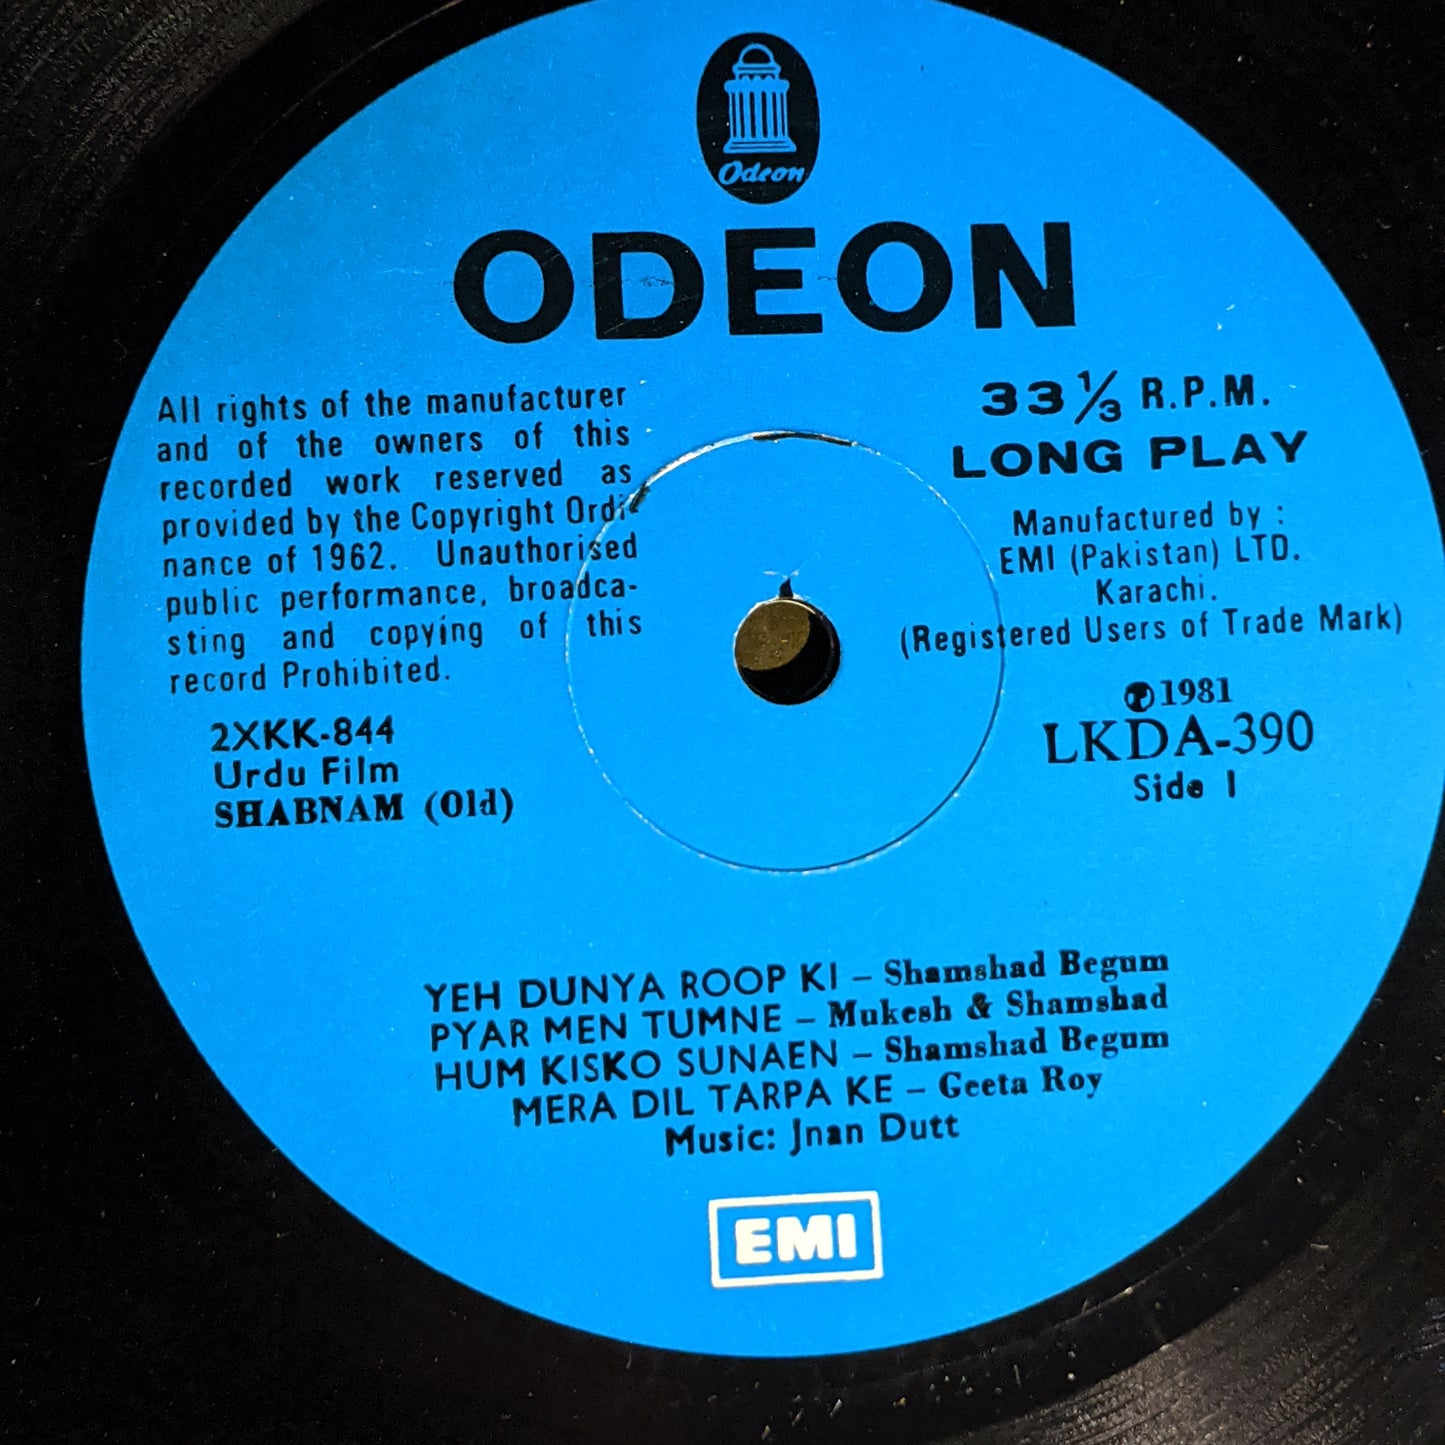 Odeon
ODEON
All rights of the manufacturer
and of the owners of this
recorded work reserved as
provided by the Copyright Ordi-
nance of 1962. Unauthorised
public performance, broadca-
sting and copying of this
record Prohibited.
2XKK-844
Urdu Film
SHABNAM (Old)
33 1/3 R.P.M.
LONG PLAY
Manufactured by :
EMI (Pakistan) LTD.
Karachi.
(Registered Users of Trade Mark)
℗ 1981
LKDA-390
Side 1
YEH DUNYA ROOP KI – Shamshad Begum
PYAR MEN TUMNE – Mukesh & Shamshad
HUM KISKO SUNAEN – Shamshad Begum
MERA DIL TARPA KE – Geeta Roy
Music: Jnan Dutt
EMI